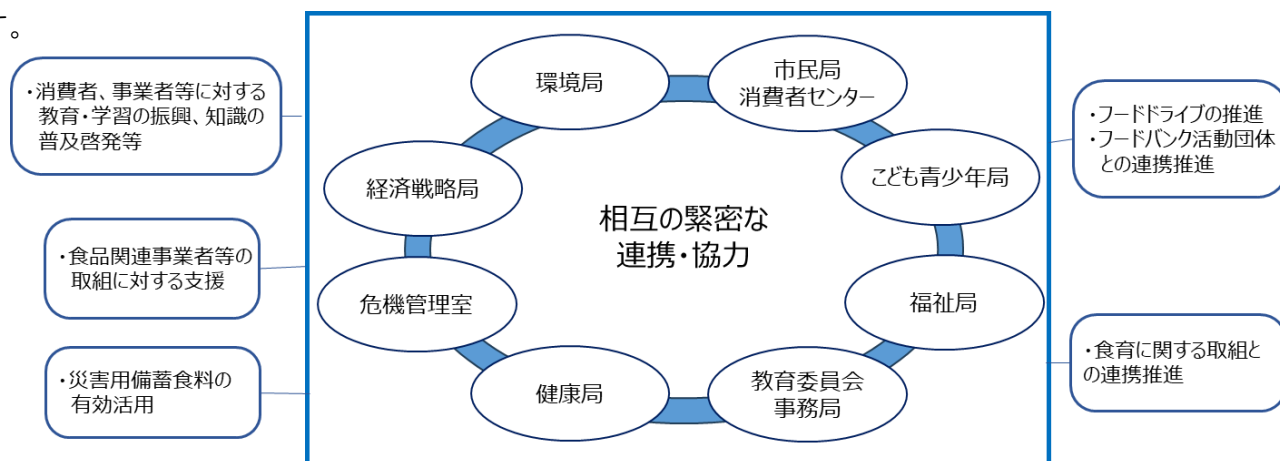 す。
・消費者、事業者等に対する
教育・学習の振興、知識の
普及啓発等
・食品関連事業者等の
取組に対する支援
・災害用備蓄食料の
有効活用
環境局
市民局
消費者センター
経済戦略局
こども青少年局
相互の緊密な
連携・協力
危機管理室
福祉局
健康局
教育委員会
事務局
・フードドライブの推進
・フードバンク活動団体
との連携推進
・食育に関する取組と
の連携推進